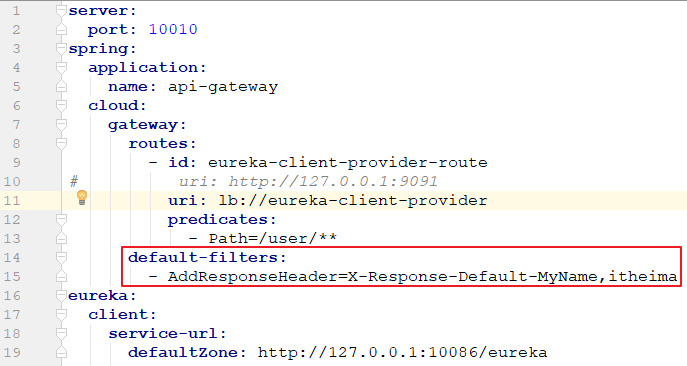 1 server:
2   port: 10010
3 spring:
4   application:
5     name: api-gateway
6   cloud:
7     gateway:
8       routes:
9         - id: eureka-client-provider-route
10 #          uri: http://127.0.0.1:9091
11           uri: lb://eureka-client-provider
12           predicates:
13             - Path=/user/**
14       default-filters:
15         - AddResponseHeader=X-Response-Default-MyName,itheima
16 eureka:
17   client:
18     service-url:
19       defaultZone: http://127.0.0.1:10086/eureka